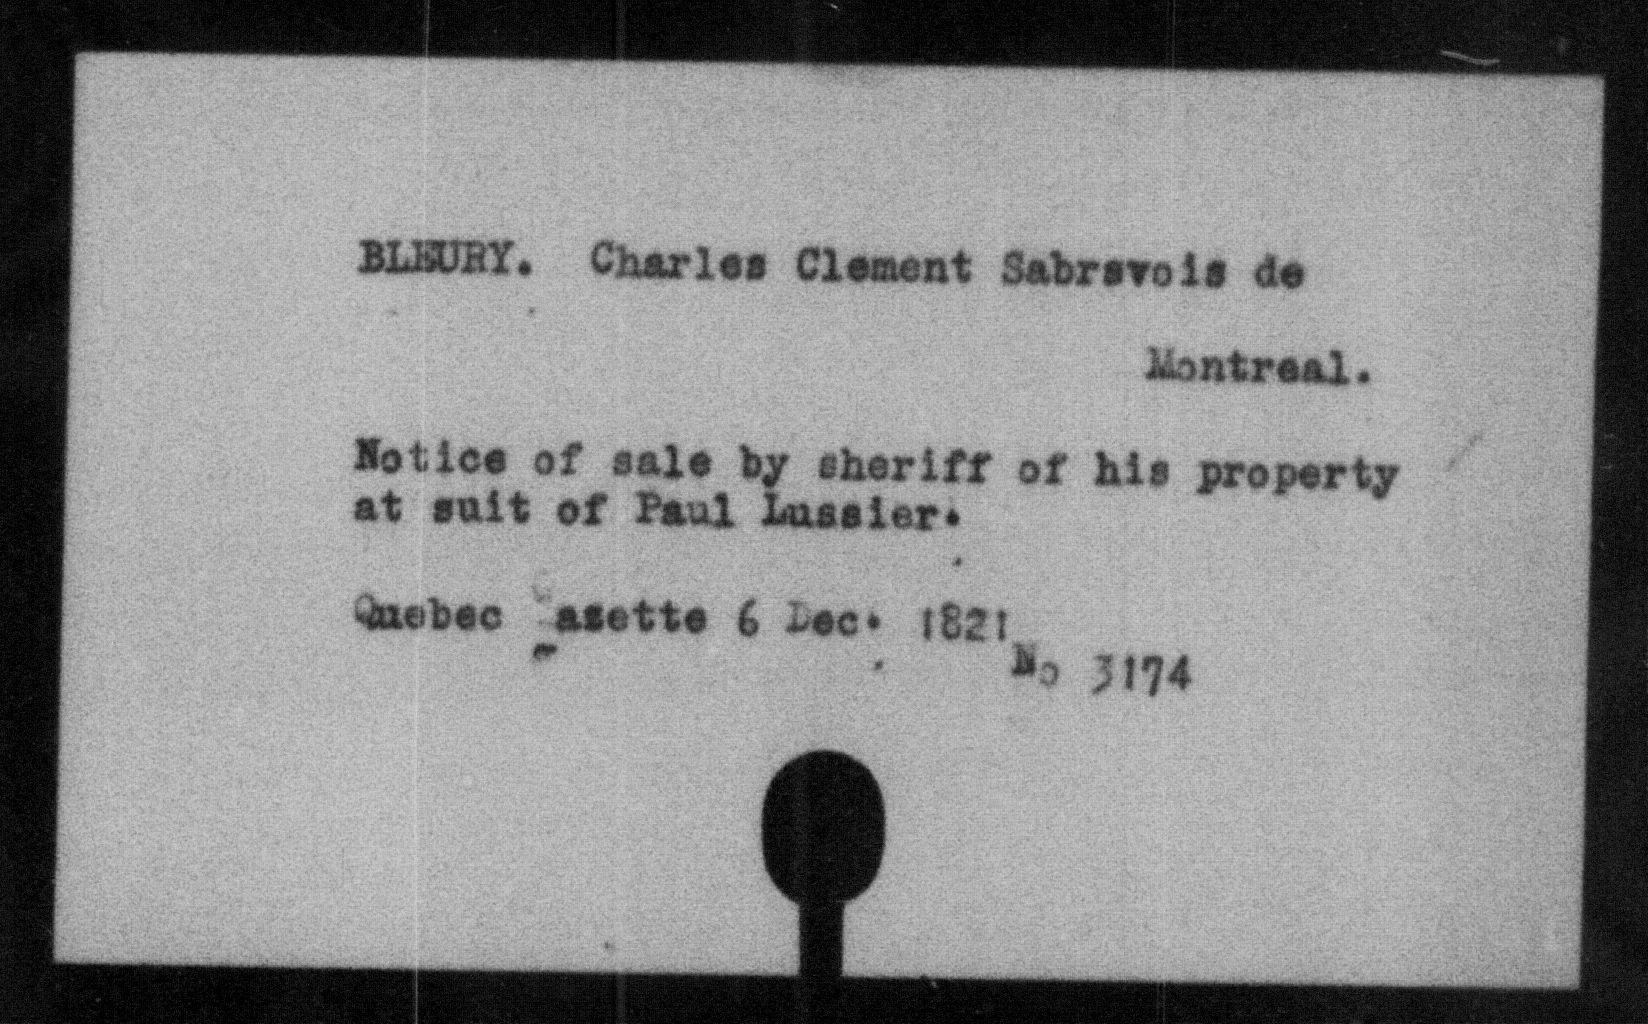 BLEURY. Charles Clement Sabrevois de
Montreal.
Notice of sale by sheriff of his property
at suit of Paul Lussier.
Quebec Gazette 6 Dec. 1821
No 3174